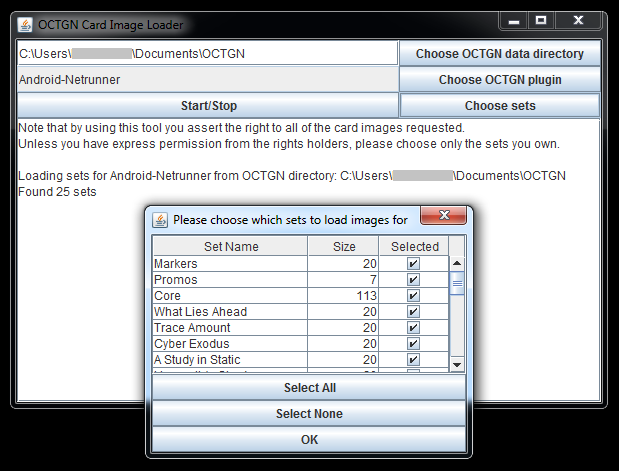 OCTGN Card Image Loader
C:\Users\ \Documents\OCTGN
Choose OCTGN data directory
Android-Netrunner
Choose OCTGN plugin
Start/Stop
Choose sets
Note that by using this tool you assert the right to all of the card images requested.
Unless you have express permission from the rights holders, please choose only the sets you own.
Loading sets for Android-Netrunner from OCTGN directory: C:\Users\ \Documents\OCTGN
Found 25 sets
Please choose which sets to load images for
Set Name Size Selected
Markers 20
Promos 7
Core 113
What Lies Ahead 20
Trace Amount 20
Cyber Exodus 20
A Study in Static 20
Select All
Select None
OK